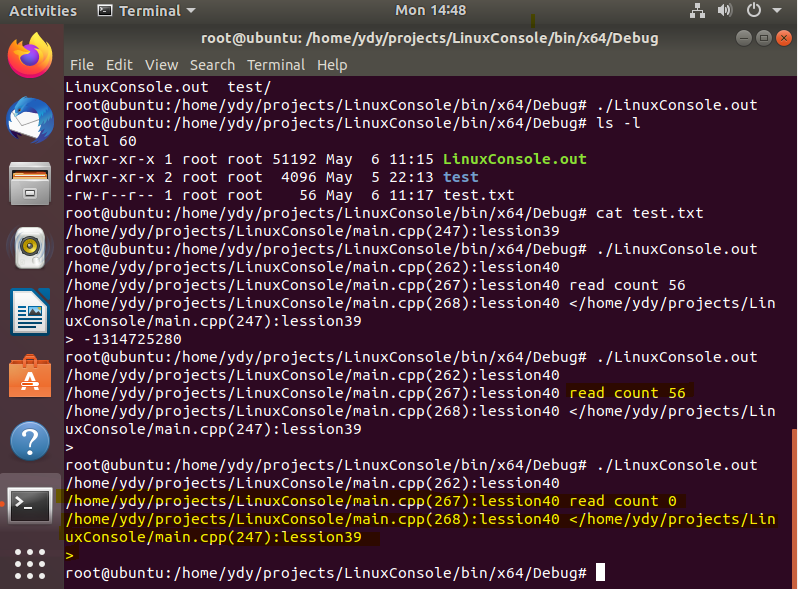 Activities Terminal Mon 14:48
root@ubuntu: /home/ydy/projects/LinuxConsole/bin/x64/Debug
File Edit View Search Terminal Help
LinuxConsole.out  test/
root@ubuntu:/home/ydy/projects/LinuxConsole/bin/x64/Debug# ./LinuxConsole.out
root@ubuntu:/home/ydy/projects/LinuxConsole/bin/x64/Debug# ls -l
total 60
-rwxr-xr-x 1 root root 51192 May  6 11:15 LinuxConsole.out
drwxr-xr-x 2 root root  4096 May  5 22:13 test
-rw-r--r-- 1 root root    56 May  6 11:17 test.txt
root@ubuntu:/home/ydy/projects/LinuxConsole/bin/x64/Debug# cat test.txt
/home/ydy/projects/LinuxConsole/main.cpp(247):lession39
root@ubuntu:/home/ydy/projects/LinuxConsole/bin/x64/Debug# ./LinuxConsole.out
/home/ydy/projects/LinuxConsole/main.cpp(262):lession40
/home/ydy/projects/LinuxConsole/main.cpp(267):lession40 read count 56
/home/ydy/projects/LinuxConsole/main.cpp(268):lession40 </home/ydy/projects/Lin
uxConsole/main.cpp(247):lession39
> -1314725280
root@ubuntu:/home/ydy/projects/LinuxConsole/bin/x64/Debug# ./LinuxConsole.out
/home/ydy/projects/LinuxConsole/main.cpp(262):lession40
/home/ydy/projects/LinuxConsole/main.cpp(267):lession40 read count 56
/home/ydy/projects/LinuxConsole/main.cpp(268):lession40 </home/ydy/projects/Lin
uxConsole/main.cpp(247):lession39
>
root@ubuntu:/home/ydy/projects/LinuxConsole/bin/x64/Debug# ./LinuxConsole.out
/home/ydy/projects/LinuxConsole/main.cpp(262):lession40
/home/ydy/projects/LinuxConsole/main.cpp(267):lession40 read count 0
/home/ydy/projects/LinuxConsole/main.cpp(268):lession40 </home/ydy/projects/Lin
uxConsole/main.cpp(247):lession39
>
root@ubuntu:/home/ydy/projects/LinuxConsole/bin/x64/Debug#